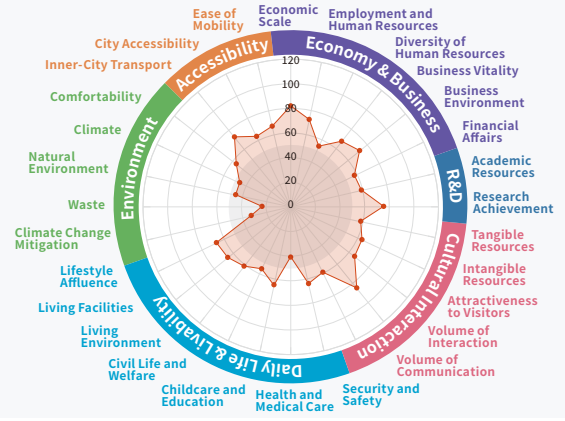 Economic
Scale
Employment and
Human Resources
Diversity of
Human Resources
Business Vitality
Business
Environment
Financial
Affairs
Academic
Resources
Research
Achievement
Tangible
Resources
Intangible
Resources
Attractiveness
to Visitors
Volume of
Interaction
Volume of
Communication
Security and
Safety
Health and
Medical Care
Childcare and
Education
Civil Life and
Welfare
Living
Environment
Living Facilities
Lifestyle
Affluence
Climate Change
Mitigation
Waste
Natural
Environment
Climate
Comfortability
Inner-City Transport
City Accessibility
Ease of
Mobility
Economy & Business
R&D
Cultural Interaction
Daily Life & Livability
Environment
Accessibility
120
100
80
60
40
20
0